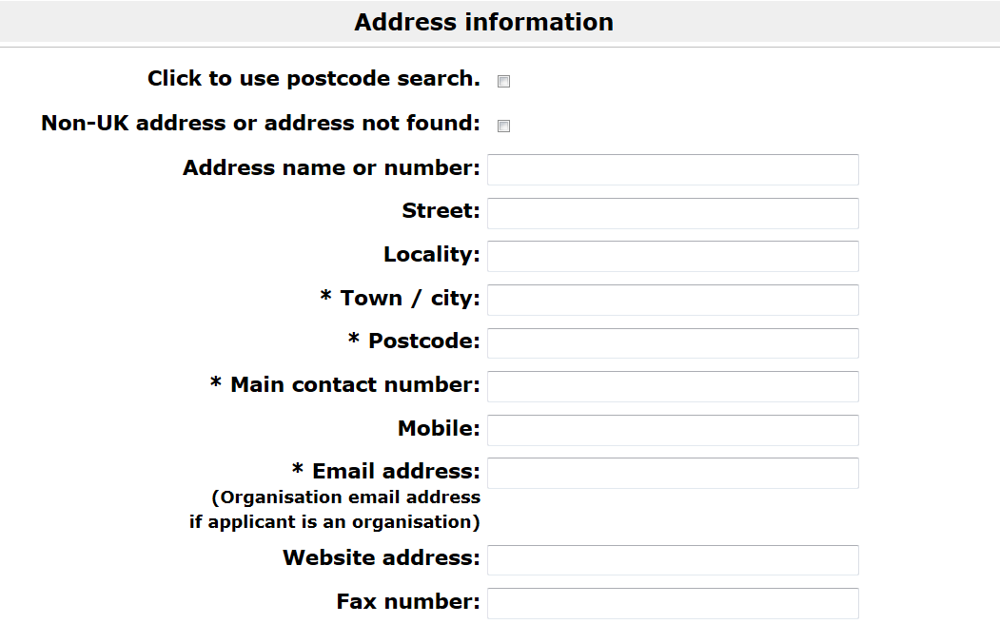 Address information
Click to use postcode search.
Non-UK address or address not found:
Address name or number:
Street:
Locality:
* Town / city:
* Postcode:
* Main contact number:
Mobile:
* Email address:
(Organisation email address
if applicant is an organisation)
Website address:
Fax number: